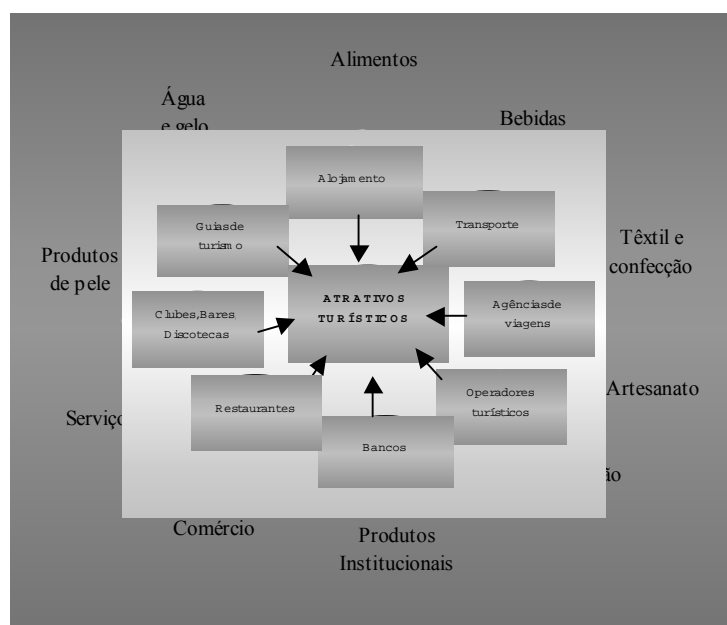 Alimentos
Água
e gelo
Bebidas
Alojamento
Guias de
turismo
Transporte
Têxtil e
confecção
Produtos
de pele
ATRATIVOS
TURÍSTICOS
Agências de
viagens
Clubes, Bares
Discotecas
Artesanato
Operadores
turísticos
Restaurantes
Bancos
Comércio
Produtos
Institucionais